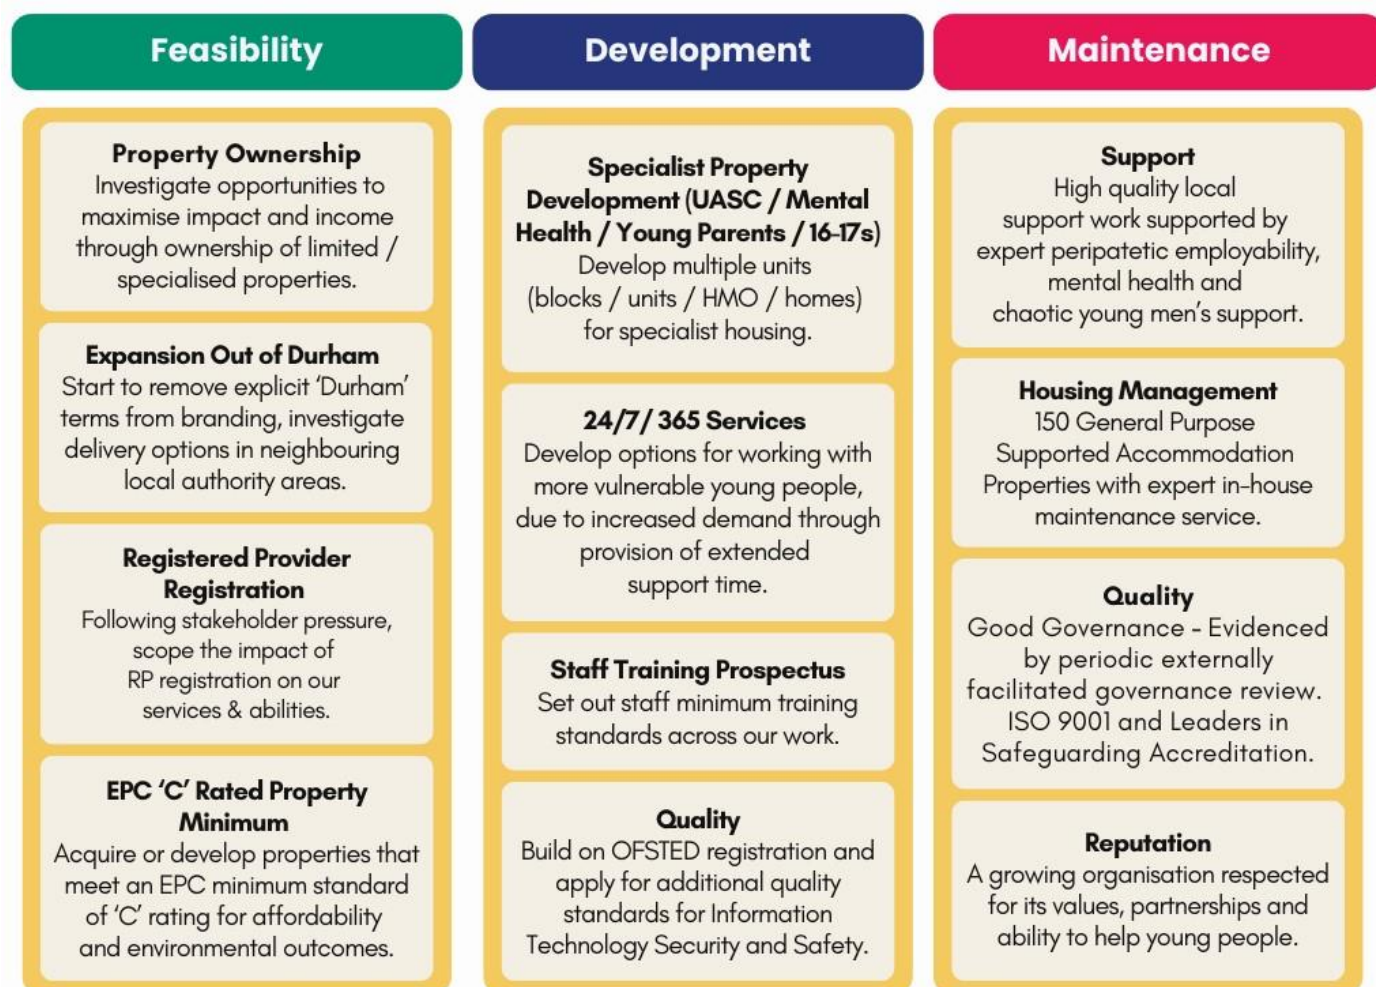 Feasibility
Property Ownership
Investigate opportunities to
maximise impact and income
through ownership of limited /
specialised properties.
Expansion Out of Durham
Start to remove explicit ‘Durham’
terms from branding, investigate
delivery options in neighbouring
local authority areas.
Registered Provider
Registration
Following stakeholder pressure,
scope the impact of
RP registration on our
services & abilities.
EPC ‘C’ Rated Property
Minimum
Acquire or develop properties that
meet an EPC minimum standard
of ‘C’ rating for affordability
and environmental outcomes.
Development
Specialist Property
Development (UASC / Mental
Health / Young Parents / 16-17s)
Develop multiple units
(blocks / units / HMO / homes)
for specialist housing.
24/7/ 365 Services
Develop options for working with
more vulnerable young people,
due to increased demand through
provision of extended
support time.
Staff Training Prospectus
Set out staff minimum training
standards across our work.
Quality
Build on OFSTED registration and
apply for additional quality
standards for Information
Technology Security and Safety.
Maintenance
Support
High quality local
support work supported by
expert peripatetic employability,
mental health and
chaotic young men’s support.
Housing Management
150 General Purpose
Supported Accommodation
Properties with expert in-house
maintenance service.
Quality
Good Governance - Evidenced
by periodic externally
facilitated governance review.
ISO 9001 and Leaders in
Safeguarding Accreditation.
Reputation
A growing organisation respected
for its values, partnerships and
ability to help young people.